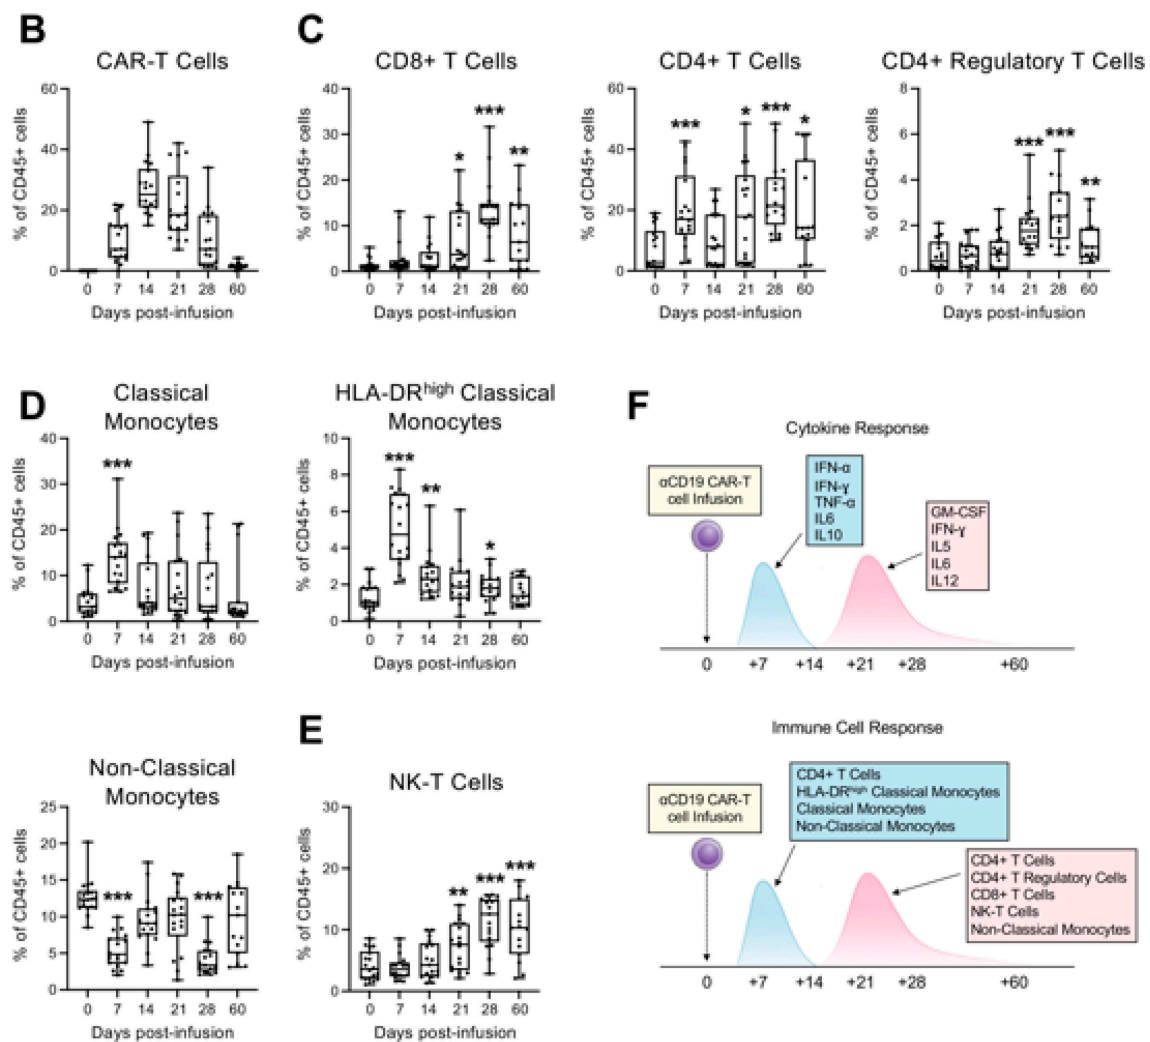 B
CAR-T Cells
% of CD45+ cells
60
40
20
0
0 7 14 21 28 60
Days post-infusion
C
CD8+ T Cells
% of CD45+ cells
40
30
20
10
0
*
***
**
0 7 14 21 28 60
Days post-infusion
CD4+ T Cells
% of CD45+ cells
60
40
20
0
***
*
***
*
0 7 14 21 28 60
Days post-infusion
CD4+ Regulatory T Cells
% of CD45+ cells
8
6
4
2
0
***
***
**
0 7 14 21 28 60
Days post-infusion
D
Classical
Monocytes
% of CD45+ cells
40
30
20
10
0
***
0 7 14 21 28 60
Days post-infusion
HLA-DRhigh Classical
Monocytes
% of CD45+ cells
10
8
6
4
2
0
***
**
*
0 7 14 21 28 60
Days post-infusion
Non-Classical
Monocytes
% of CD45+ cells
25
20
15
10
5
0
***
***
0 7 14 21 28 60
Days post-infusion
E
NK-T Cells
% of CD45+ cells
30
20
10
0
**
***
***
0 7 14 21 28 60
Days post-infusion
F
Cytokine Response
αCD19 CAR-T
cell Infusion
IFN-α
IFN-γ
TNF-α
IL6
IL10
GM-CSF
IFN-γ
IL5
IL6
IL12
0 +7 +14 +21 +28 +60
Immune Cell Response
αCD19 CAR-T
cell Infusion
CD4+ T Cells
HLA-DRhigh Classical Monocytes
Classical Monocytes
Non-Classical Monocytes
CD4+ T Cells
CD4+ T Regulatory Cells
CD8+ T Cells
NK-T Cells
Non-Classical Monocytes
0 +7 +14 +21 +28 +60